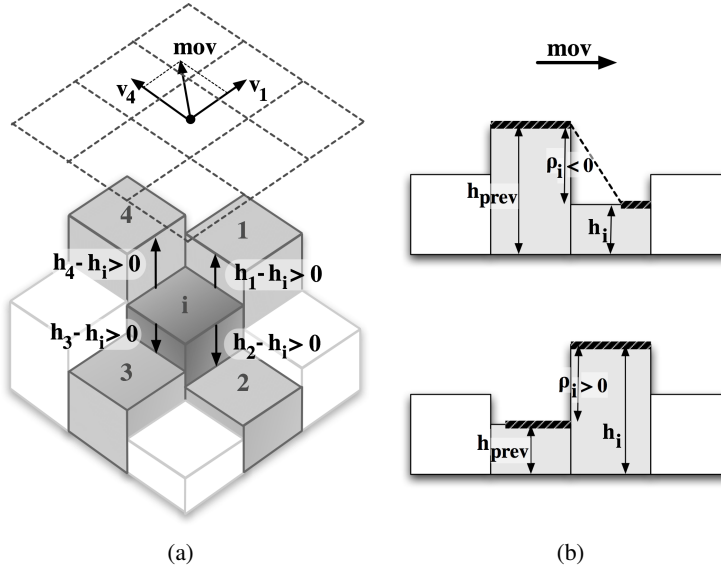 mov
v4
v1
4
1
h4 - hi > 0
h1 - hi > 0
i
h3 - hi > 0
h2 - hi > 0
3
2
(a)
mov
ρi < 0
hprev
hi
ρi > 0
hprev
hi
(b)